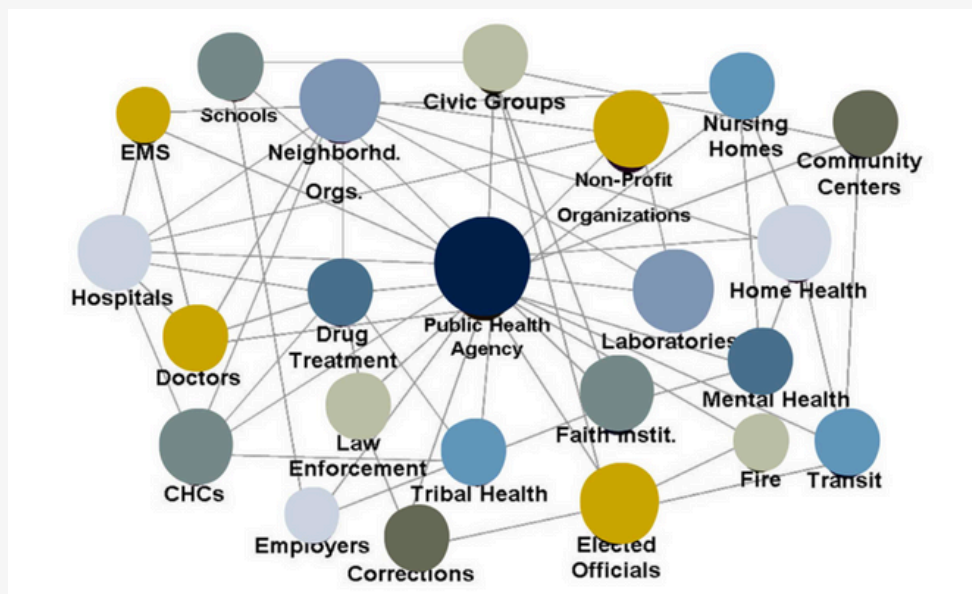 Schools
Civic Groups
EMS
Neighborhd.
Orgs.
Non-Profit
Organizations
Nursing
Homes
Community
Centers
Hospitals
Drug
Treatment
Public Health
Agency
Laboratories
Home Health
Doctors
Law
Enforcement
Faith Instit.
Mental Health
CHCs
Tribal Health
Fire
Transit
Employers
Corrections
Elected
Officials